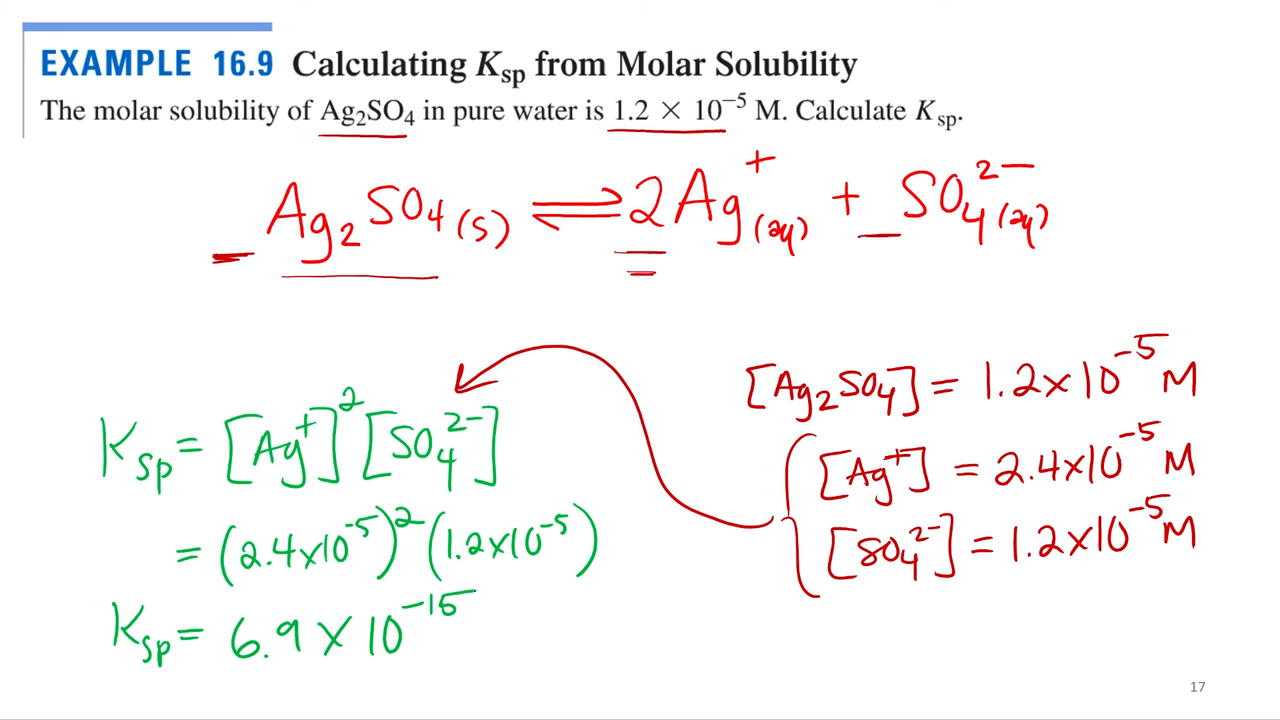 EXAMPLE 16.9 Calculating Ksp from Molar Solubility
The molar solubility of Ag₂SO₄ in pure water is 1.2 × 10⁻⁵ M. Calculate Ksp.
Ag₂SO₄(s) ⇌ 2Ag⁺(aq) + SO₄²⁻(aq)
Ksp = [Ag⁺]²[SO₄²⁻]
= (2.4×10⁻⁵)²(1.2×10⁻⁵)
Ksp = 6.9 × 10⁻¹⁵
[Ag₂SO₄] = 1.2×10⁻⁵ M
[Ag⁺] = 2.4×10⁻⁵ M
[SO₄²⁻] = 1.2×10⁻⁵ M
17